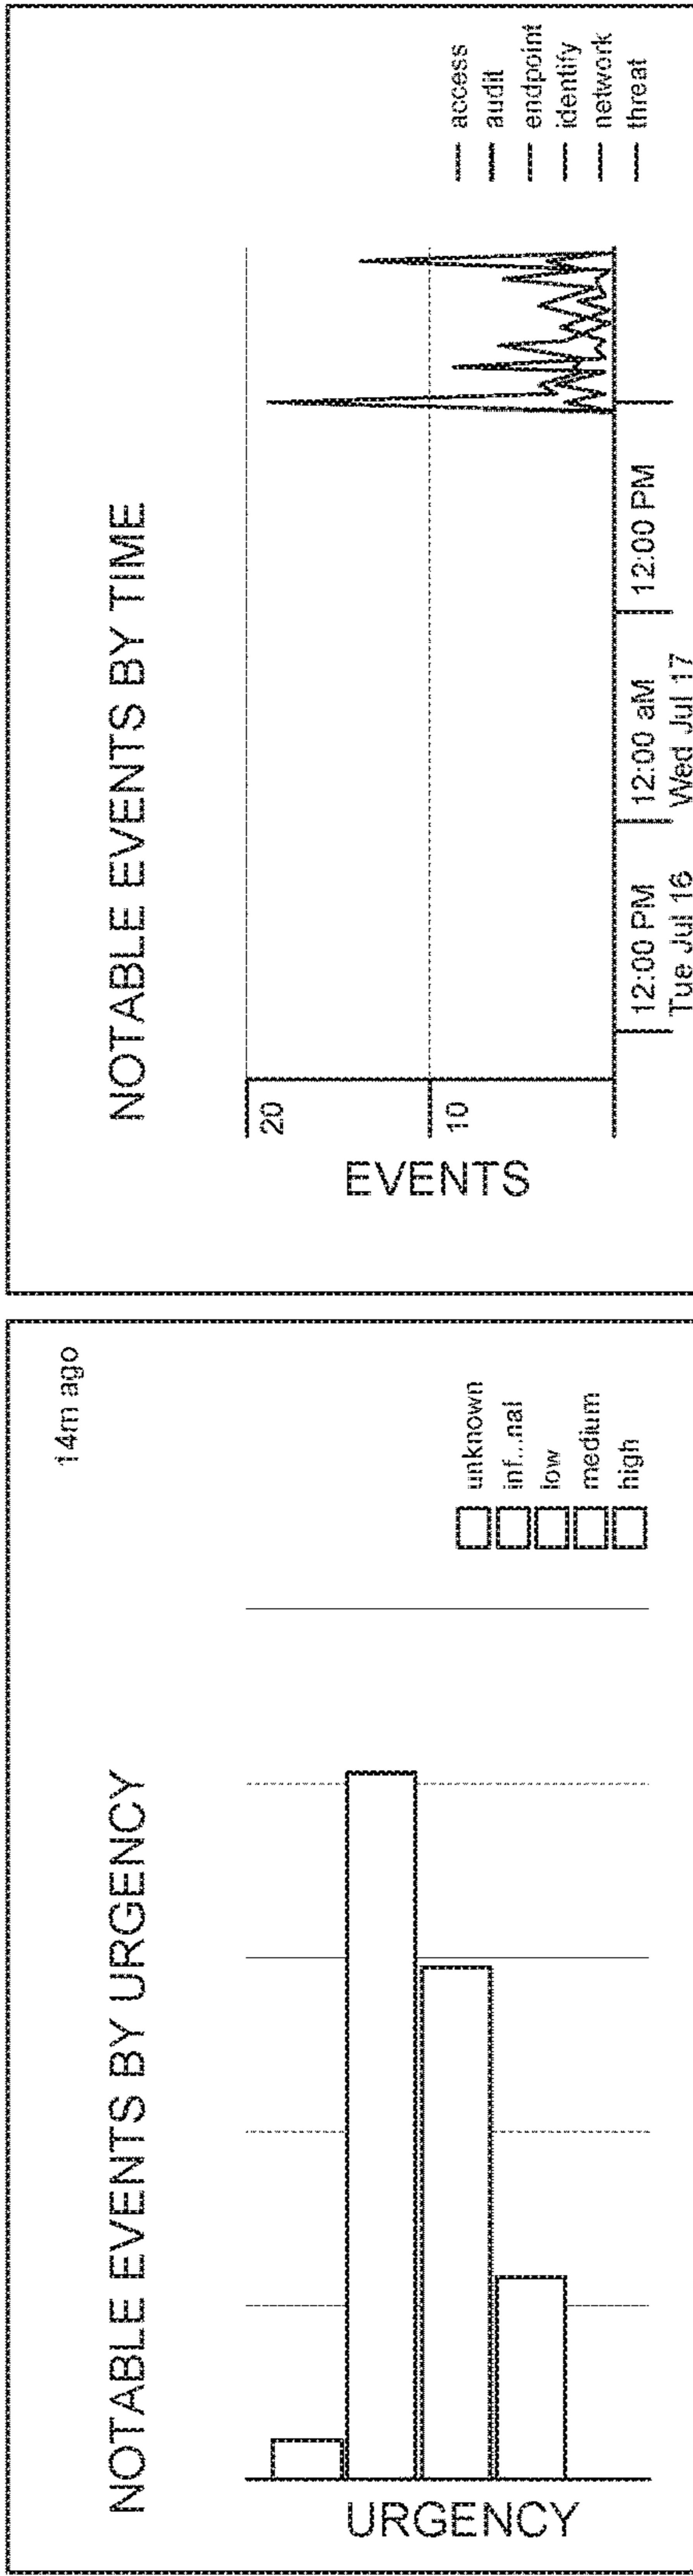 14m ago
NOTABLE EVENTS BY URGENCY
URGENCY
unknown
inf...nal
low
medium
high
NOTABLE EVENTS BY TIME
EVENTS
20
10
12:00 PM
Tue Jul 16
12:00 aM
Wed Jul 17
12:00 PM
access
audit
endpoint
identify
network
threat